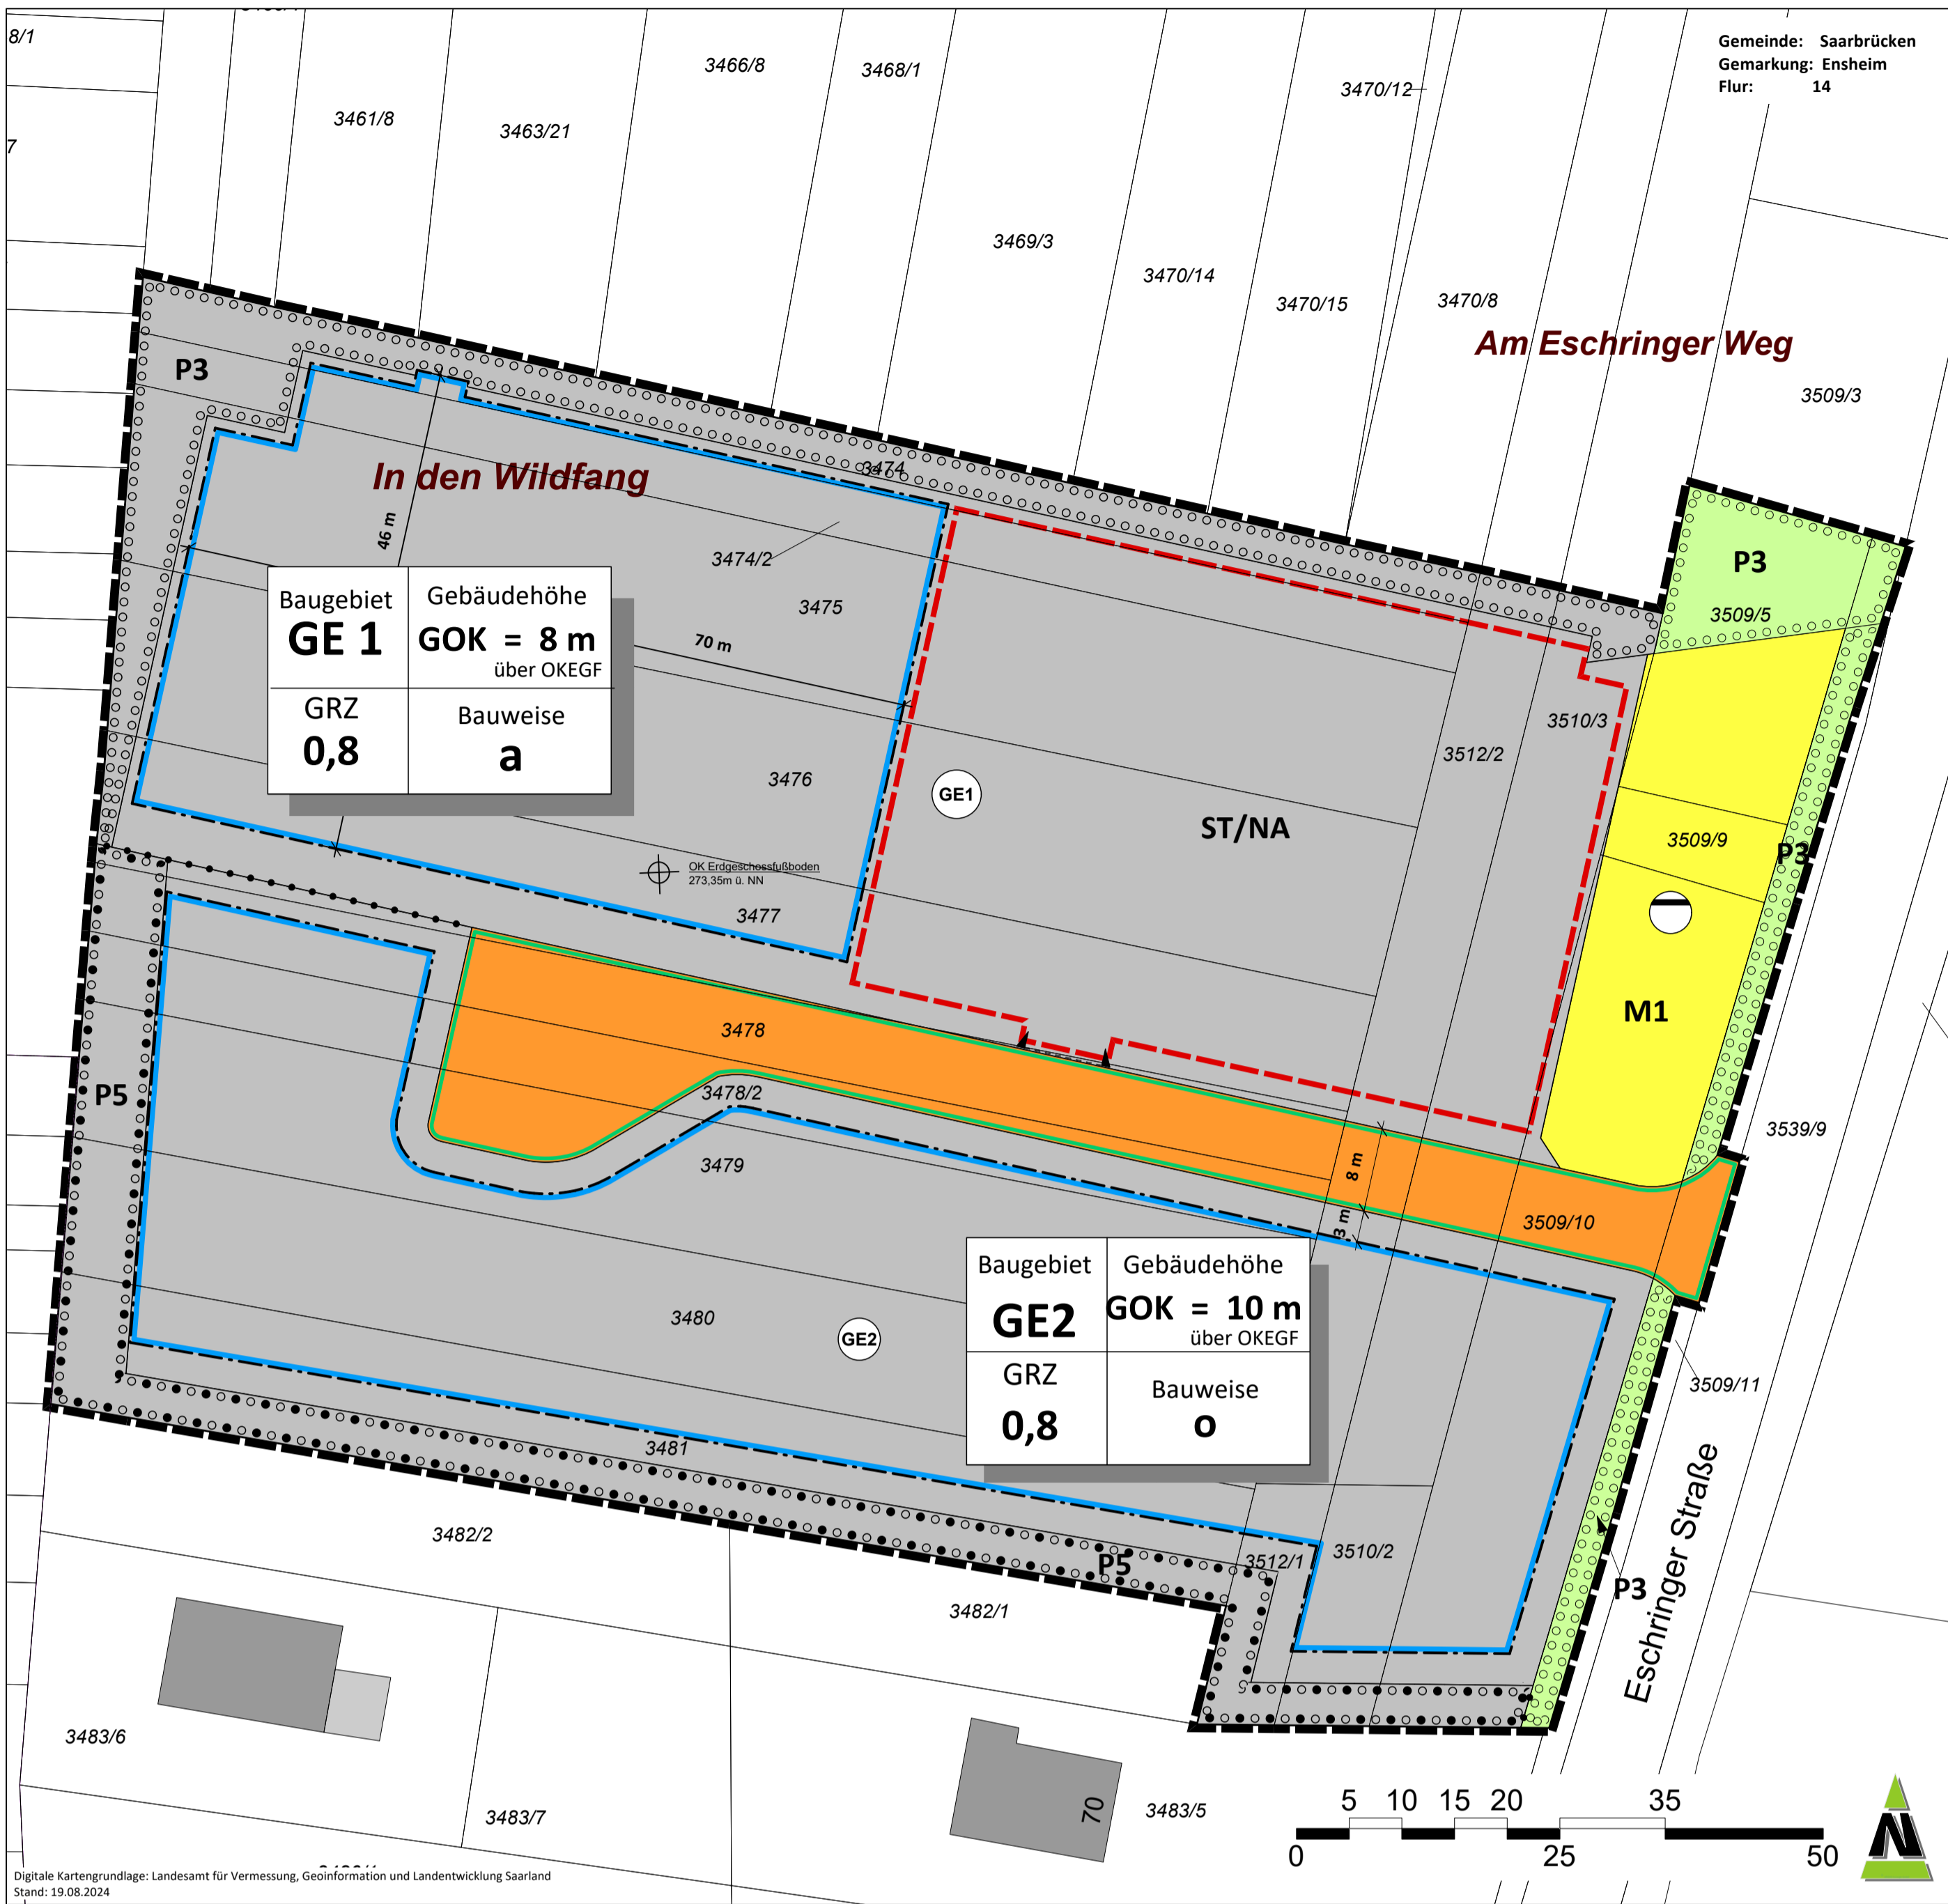 8/1
7
3466/8
3468/1
3470/12
Gemeinde: Saarbrücken
Gemarkung: Ensheim
Flur: 14
3461/8
3463/21
3469/3
3470/14
3470/15
3470/8
Am Eschringer Weg
3509/3
P3
In den Wildfang
3474
46 m
3474/2
3475
P3
3509/5
Baugebiet
GE 1
Gebäudehöhe
GOK = 8 m
über OKEGF
GRZ
0,8
Bauweise
a
70 m
3510/3
3512/2
3476
GE1
ST/NA
3509/9
P3
OK Erdgeschossfußboden
273,35m ü. NN
3477
M1
3478
3478/2
P5
3479
3539/9
8 m
3 m
3509/10
3480
GE2
Baugebiet
GE2
Gebäudehöhe
GOK = 10 m
über OKEGF
GRZ
0,8
Bauweise
o
3509/11
3481
3482/2
P5
3512/1
3510/2
P3
Eschringer Straße
3482/1
3483/6
3483/7
70
3483/5
5 10 15 20 35
0 25 50
N
Digitale Kartengrundlage: Landesamt für Vermessung, Geoinformation und Landentwicklung Saarland
Stand: 19.08.2024